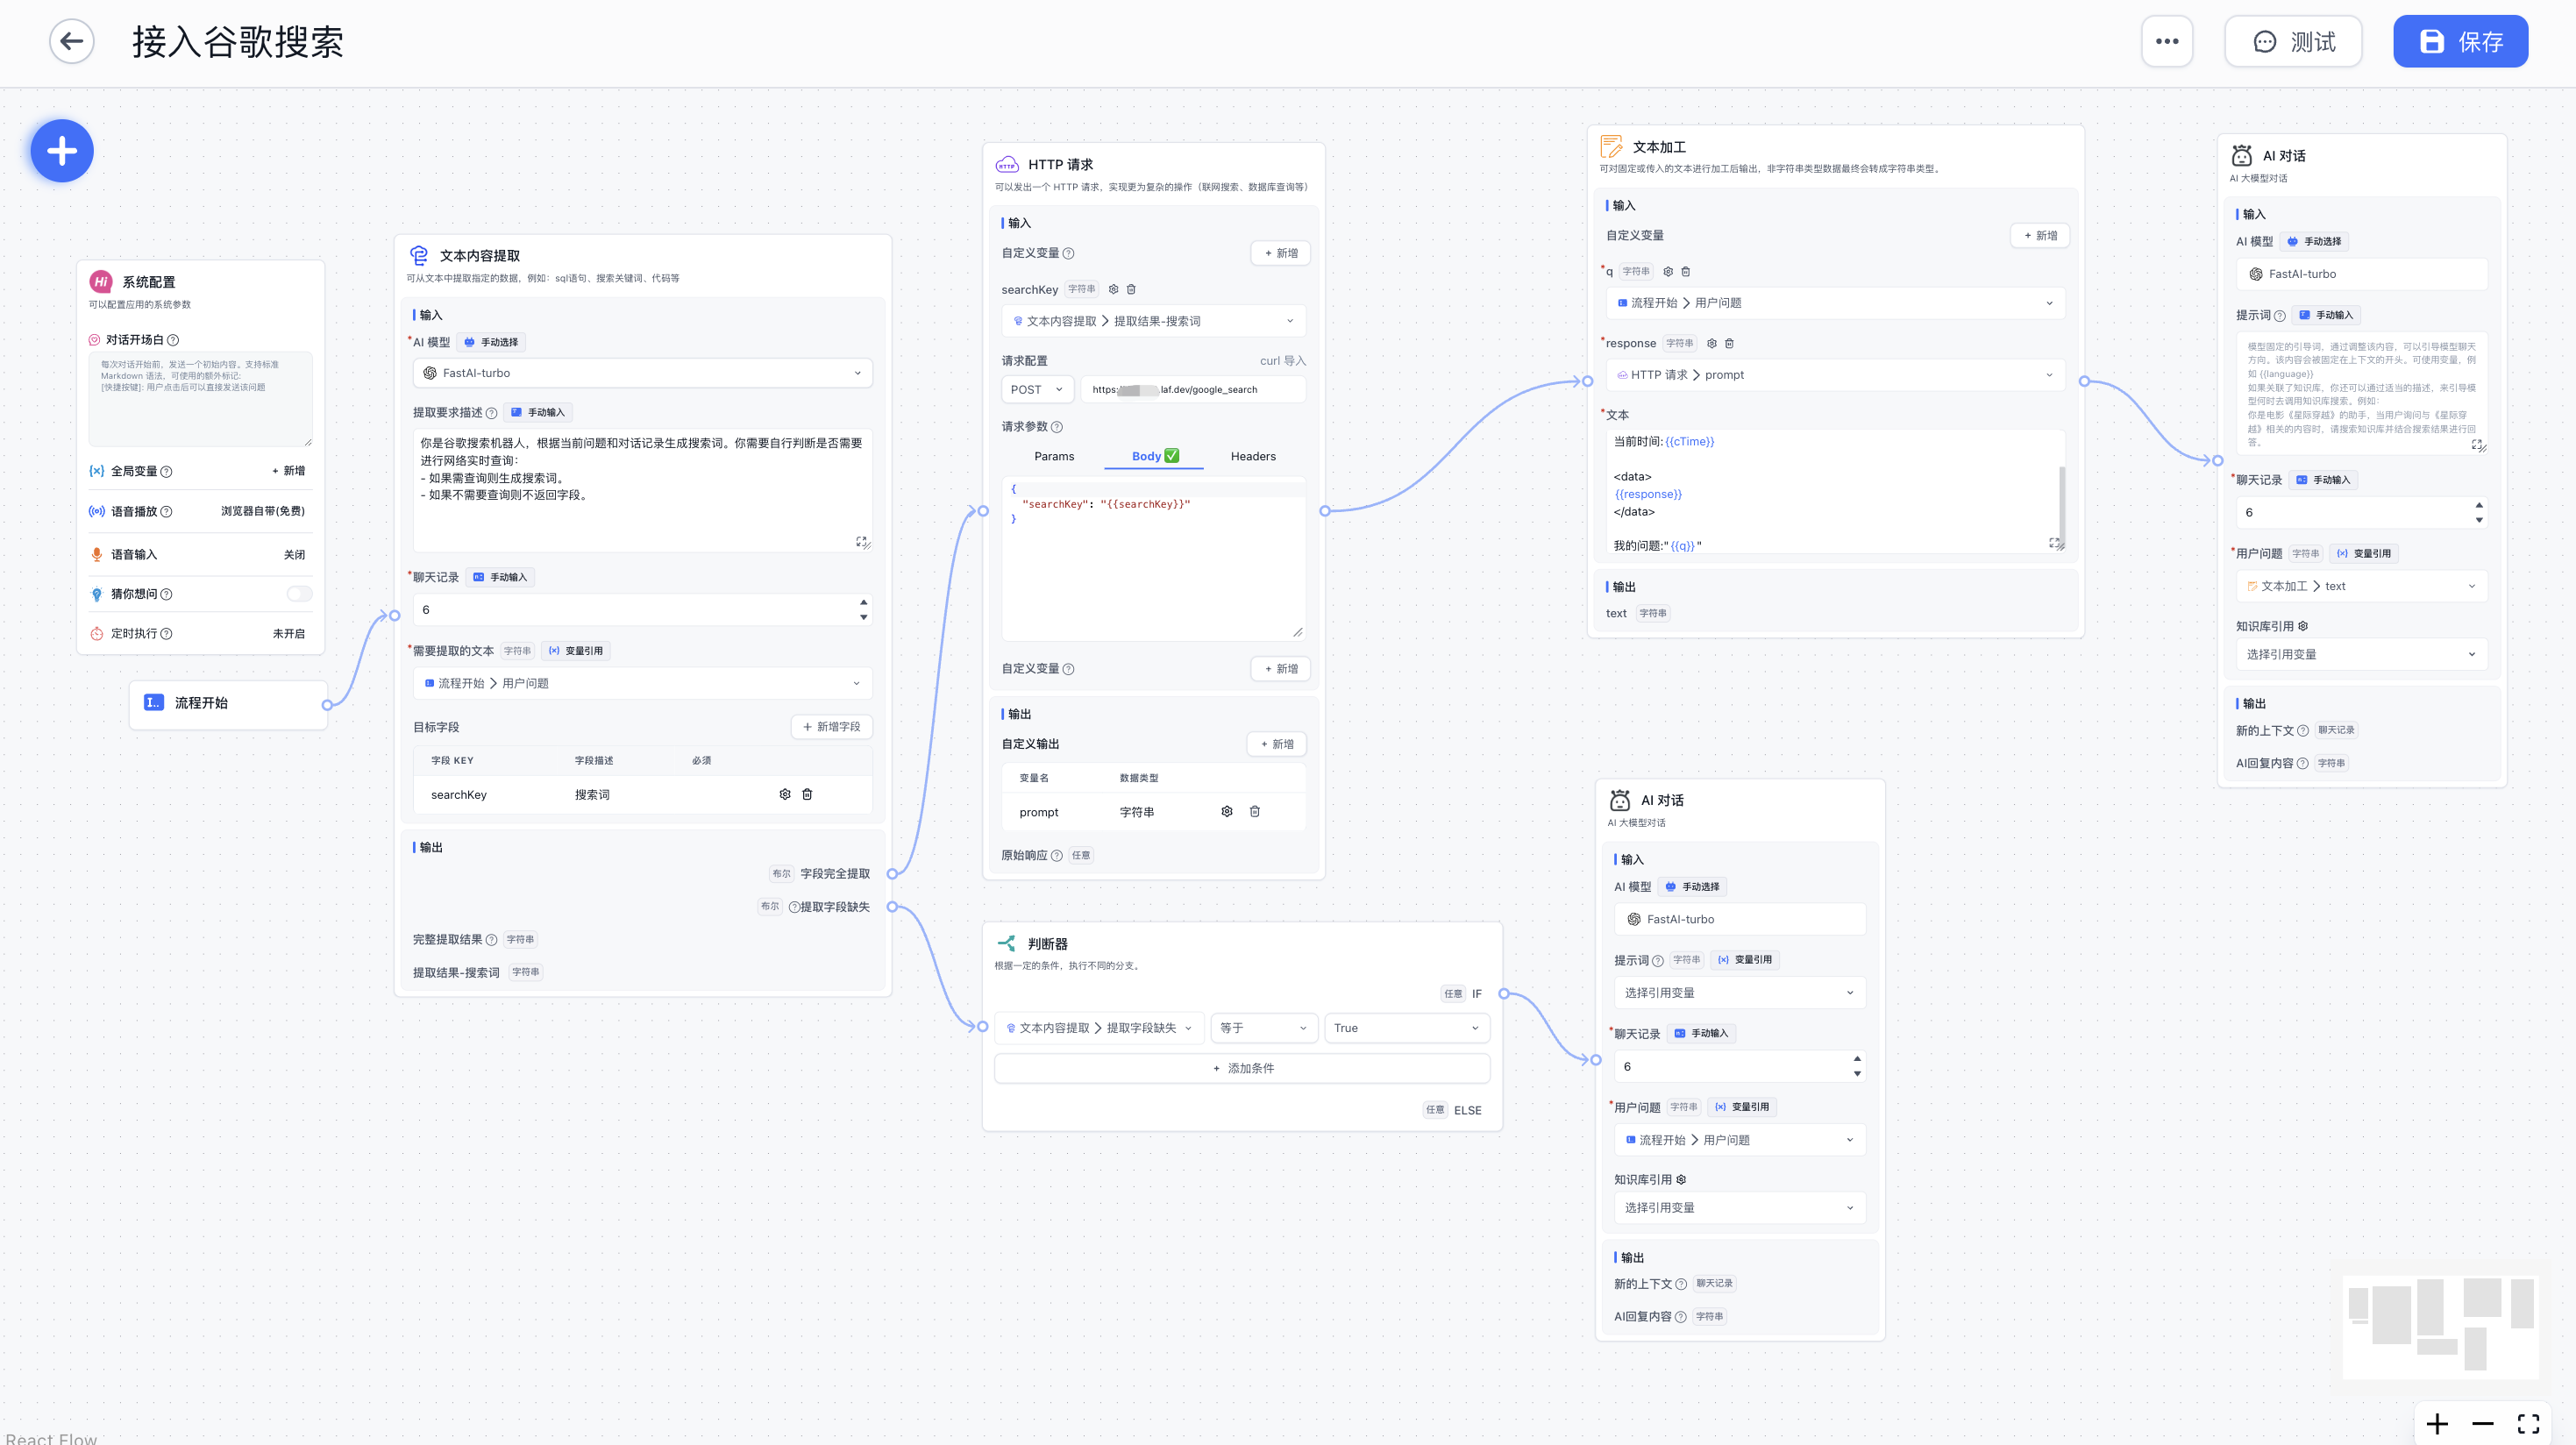 接入谷歌搜索
测试
保存
Hi 系统配置
可以配置应用的系统参数
对话开场白
每次对话开始前，发送一个初始内容。支持标准
Markdown 语法，可使用的额外标记:
[快捷按键]: 用户点击后可以直接发送该问题
全局变量
+ 新增
语音播放
浏览器自带(免费)
语音输入
关闭
猜你想问
定时执行
未开启
流程开始
文本内容提取
可从文本中提取指定的数据，例如：sql语句、搜索关键词、代码等
输入
*AI 模型 手动选择
FastAI-turbo
提取要求描述 手动输入
你是谷歌搜索机器人，根据当前问题和对话记录生成搜索词。你需要自行判断是否需要
进行网络实时查询：
- 如果需查询则生成搜索词。
- 如果不需要查询则不返回字段。
*聊天记录 手动输入
6
*需要提取的文本 字符串 变量引用
流程开始 > 用户问题
目标字段
+ 新增字段
字段 KEY 字段描述 必须
searchKey 搜索词
输出
布尔 字段完全提取
布尔 提取字段缺失
完整提取结果 字符串
提取结果-搜索词 字符串
HTTP 请求
可以发出一个 HTTP 请求，实现更为复杂的操作（联网搜索、数据库查询等）
输入
自定义变量
+ 新增
searchKey 字符串
文本内容提取 > 提取结果-搜索词
请求配置
curl 导入
POST
https:
.laf.dev/google_search
请求参数
Params Body ✅ Headers
{
"searchKey": "{{searchKey}}"
}
自定义变量
+ 新增
输出
自定义输出
+ 新增
变量名 数据类型
prompt 字符串
原始响应 任意
判断器
根据一定的条件，执行不同的分支。
任意 IF
文本内容提取 > 提取字段缺失
等于
True
+ 添加条件
任意 ELSE
文本加工
可对固定或传入的文本进行加工后输出，非字符串类型数据最终会转成字符串类型。
输入
自定义变量
+ 新增
*q 字符串
流程开始 > 用户问题
*response 字符串
HTTP 请求 > prompt
*文本
当前时间: {{cTime}}
<data>
{{response}}
</data>
我的问题:" {{q}} "
输出
text 字符串
AI 对话
AI 大模型对话
输入
AI 模型 手动选择
FastAI-turbo
提示词 字符串 变量引用
选择引用变量
*聊天记录 手动输入
6
*用户问题 字符串 变量引用
流程开始 > 用户问题
知识库引用
选择引用变量
输出
新的上下文 聊天记录
AI回复内容 字符串
AI 对话
AI 大模型对话
输入
AI 模型 手动选择
FastAI-turbo
提示词 手动输入
模型固定的引导词，通过调整该内容，可以引导模型聊天
方向。该内容会被固定在上下文的开头。可使用变量，例
如 {{language}}
如果关联了知识库，你还可以通过适当的描述，来引导模
型何时去调用知识库搜索。例如：
你是电影《星际穿越》的助手，当用户询问与《星际穿
越》相关的内容时，请搜索知识库并结合搜索结果进行回
答。
*聊天记录 手动输入
6
*用户问题 字符串 变量引用
文本加工 > text
知识库引用
选择引用变量
输出
新的上下文 聊天记录
AI回复内容 字符串
React Flow